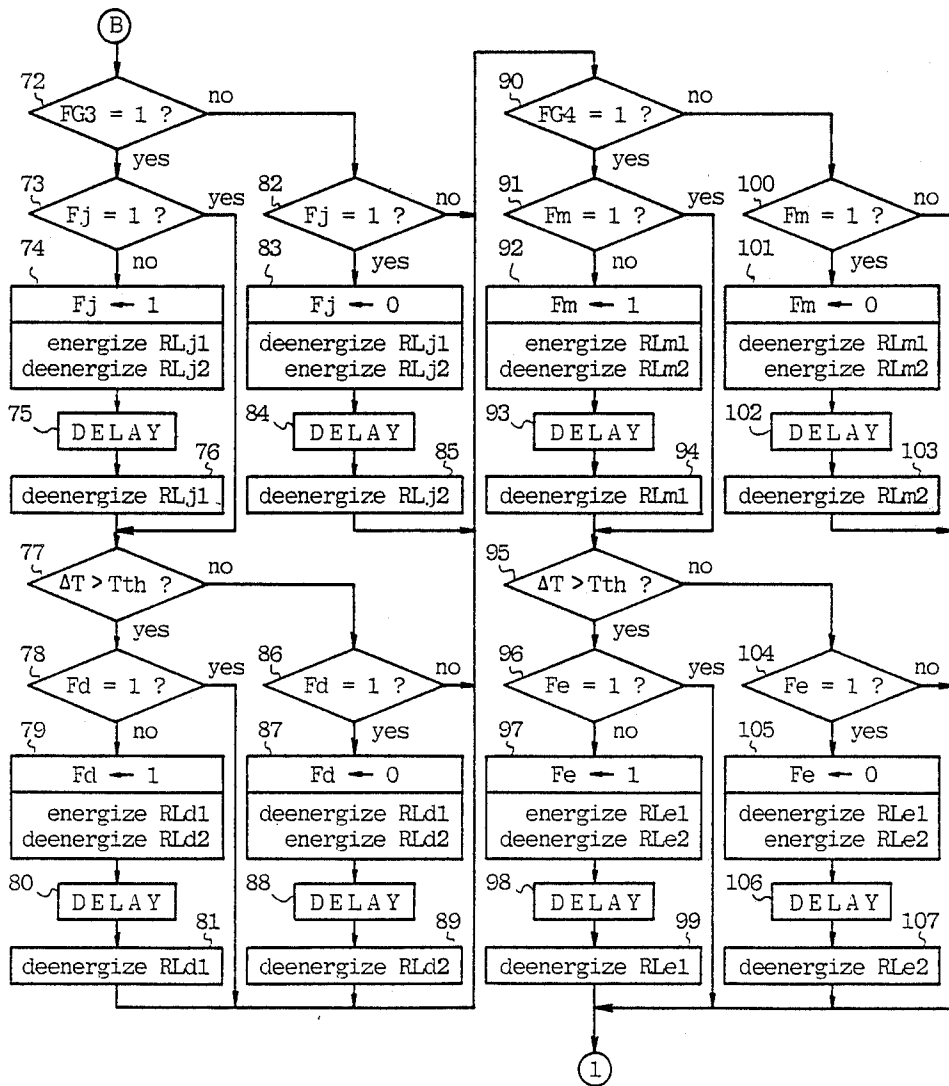 B
72
FG3 = 1 ?
no
yes
73
Fj = 1 ?
yes
no
74
Fj ← 1
energize RLj1
deenergize RLj2
75
DELAY
76
deenergize RLj1
77
ΔT > Tth ?
no
yes
78
Fd = 1 ?
yes
no
79
Fd ← 1
energize RLd1
deenergize RLd2
80
DELAY
81
deenergize RLd1
82
Fj = 1 ?
no
yes
83
Fj ← 0
deenergize RLj1
energize RLj2
84
DELAY
85
deenergize RLj2
86
Fd = 1 ?
no
yes
87
Fd ← 0
deenergize RLd1
energize RLd2
88
DELAY
89
deenergize RLd2
90
FG4 = 1 ?
no
yes
91
Fm = 1 ?
yes
no
92
Fm ← 1
energize RLm1
deenergize RLm2
93
DELAY
94
deenergize RLm1
95
ΔT > Tth ?
no
yes
96
Fe = 1 ?
yes
no
97
Fe ← 1
energize RLe1
deenergize RLe2
98
DELAY
99
deenergize RLe1
100
Fm = 1 ?
no
yes
101
Fm ← 0
deenergize RLm1
energize RLm2
102
DELAY
103
deenergize RLm2
104
Fe = 1 ?
no
yes
105
Fe ← 0
deenergize RLe1
energize RLe2
106
DELAY
107
deenergize RLe2
1